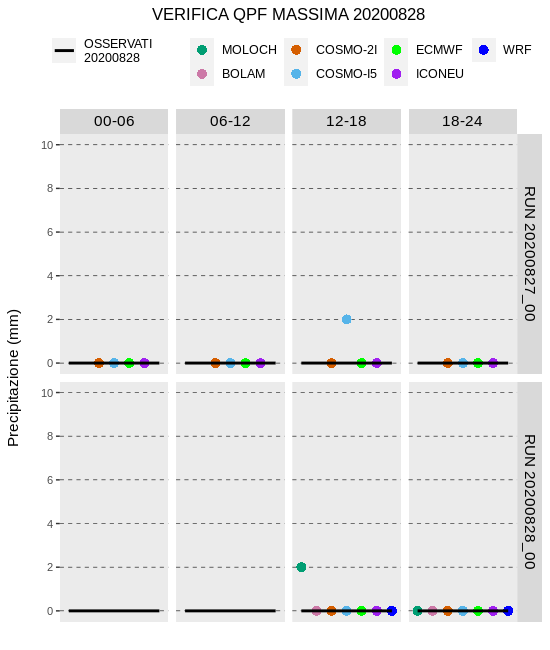 VERIFICA QPF MASSIMA 20200828
OSSERVATI
20200828
MOLOCH
COSMO-2I
ECMWF
WRF
BOLAM
COSMO-I5
ICONEU
00-06
06-12
12-18
18-24
Precipitazione (mm)
10
8
6
4
2
0
RUN 20200827_00
10
8
6
4
2
0
RUN 20200828_00